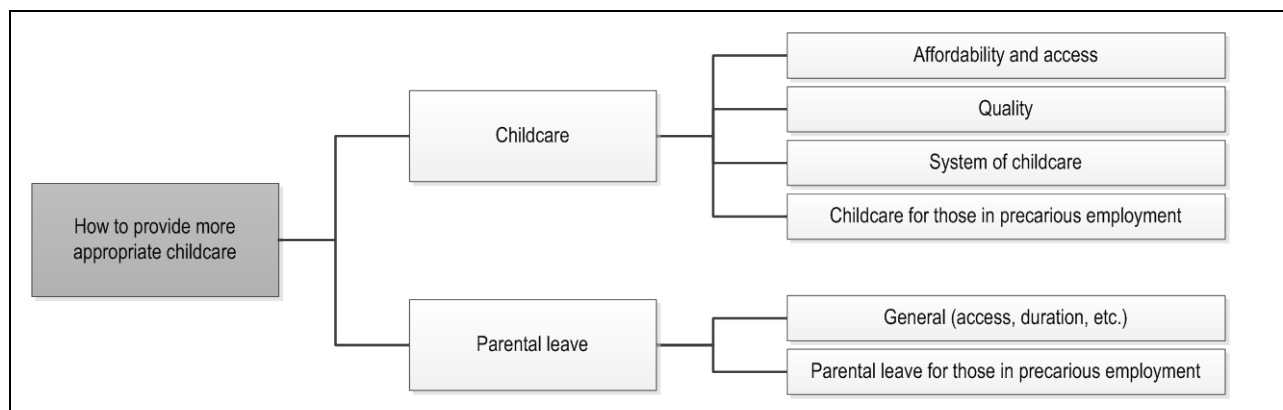 How to provide more
appropriate childcare
Childcare
Affordability and access
Quality
System of childcare
Childcare for those in precarious employment
Parental leave
General (access, duration, etc.)
Parental leave for those in precarious employment